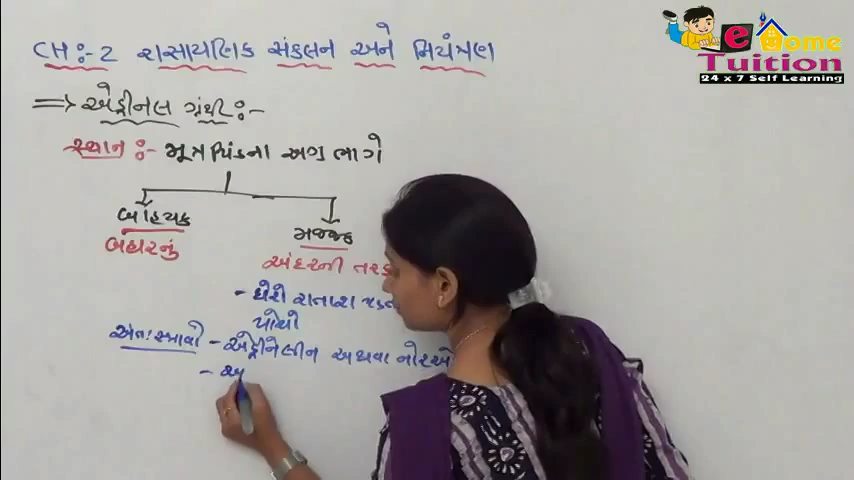 CH :- 2 રાસાયણિક સંકલન અને નિયંત્રણ
e Home
Tuition
24 x 7 Self Learning
⇒ એડ્રીનલ ગ્રંથી :-
સ્થાન :- મૂત્રપિંડના અગ્ર ભાગે
બાહ્યક
મજ્જક
બહારનું
અંદરની તરફ
- ઘેરો રાતાશ પડતો
પોચો
અંતઃસ્ત્રાવો - એડ્રીનેલીન અથવા નોરએ
- આ